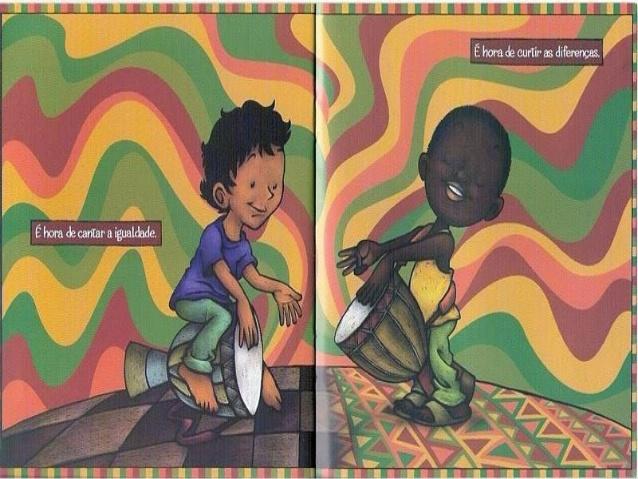 É hora de cantar a igualdade.
É hora de curtir as diferenças.